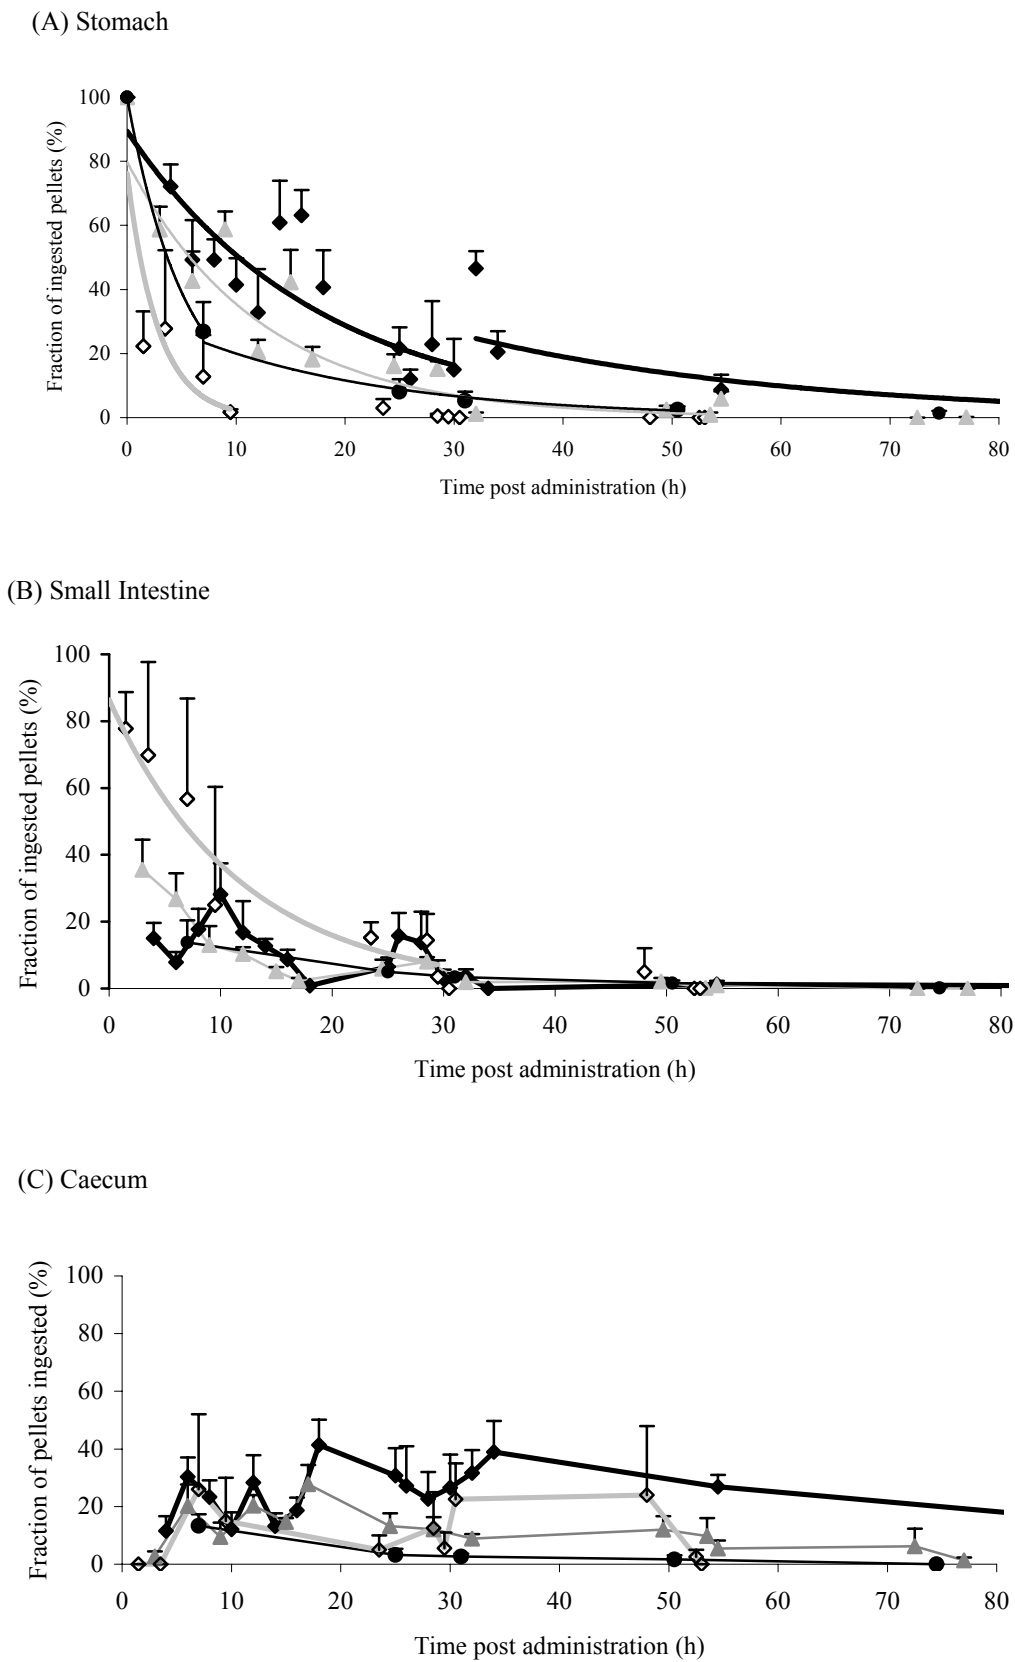 (A) Stomach
Fraction of ingested pellets (%)
100
80
60
40
20
0
0 10 20 30 40 50 60 70 80
Time post administration (h)
(B) Small Intestine
Fraction of ingested pellets (%)
100
80
60
40
20
0
0 10 20 30 40 50 60 70 80
Time post administration (h)
(C) Caecum
Fraction of pellets ingested (%)
100
80
60
40
20
0
0 10 20 30 40 50 60 70 80
Time post administration (h)